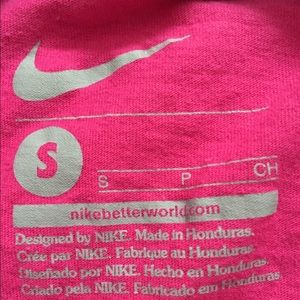 S
S P CH
nikebetterworld.com
Designed by NIKE. Made in Honduras.
Crée par NIKE. Fabrique au Honduras.
Diseñado por NIKE. Hecho en Honduras.
Criado pela NIKE. Fabricado em Honduras.